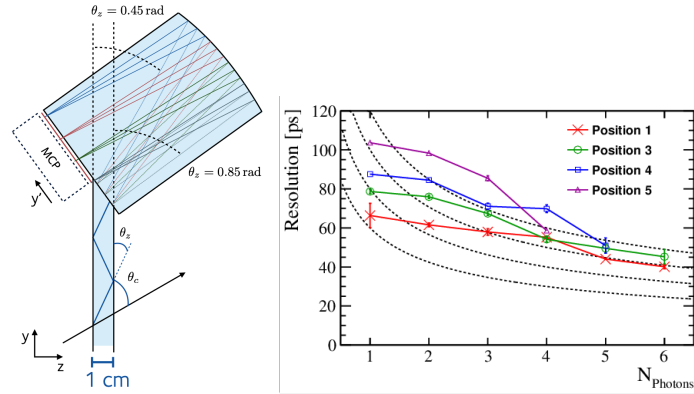 θz = 0.45 rad
MCP
y'
θz = 0.85 rad
θz
θc
y
z
1 cm
Resolution [ps]
120
100
80
60
40
20
0
Position 1
Position 3
Position 4
Position 5
1 2 3 4 5 6
NPhotons